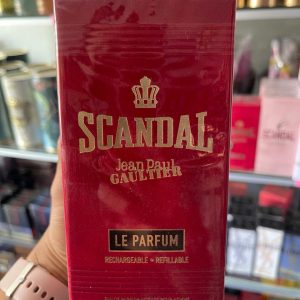 SCANDAL
Jean Paul
GAULTIER
LE PARFUM
RECHARGEABLE - REFILLABLE